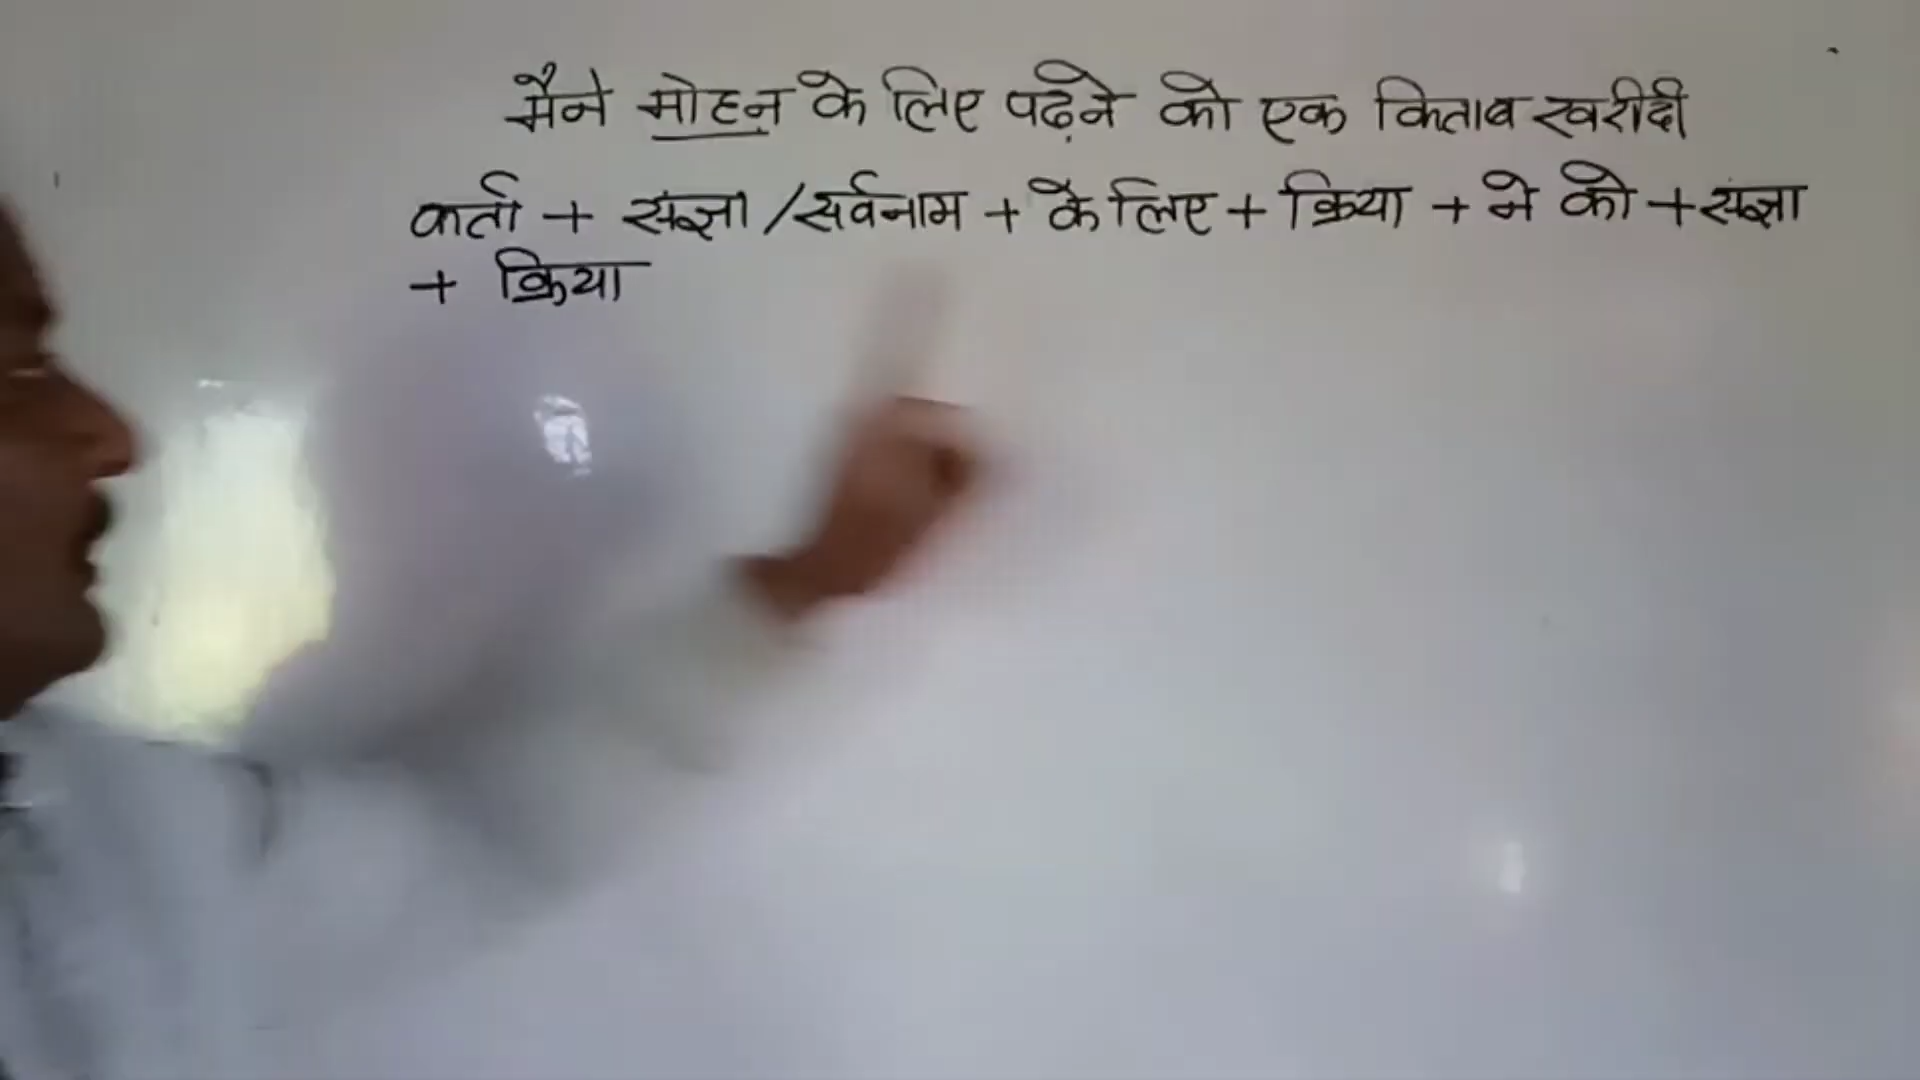 मैने मोहन के लिए पढ़ेने को एक किताब खरीदी
कर्ता + संज्ञा / सर्वनाम + के लिए + क्रिया + ने को + संज्ञा
+ क्रिया